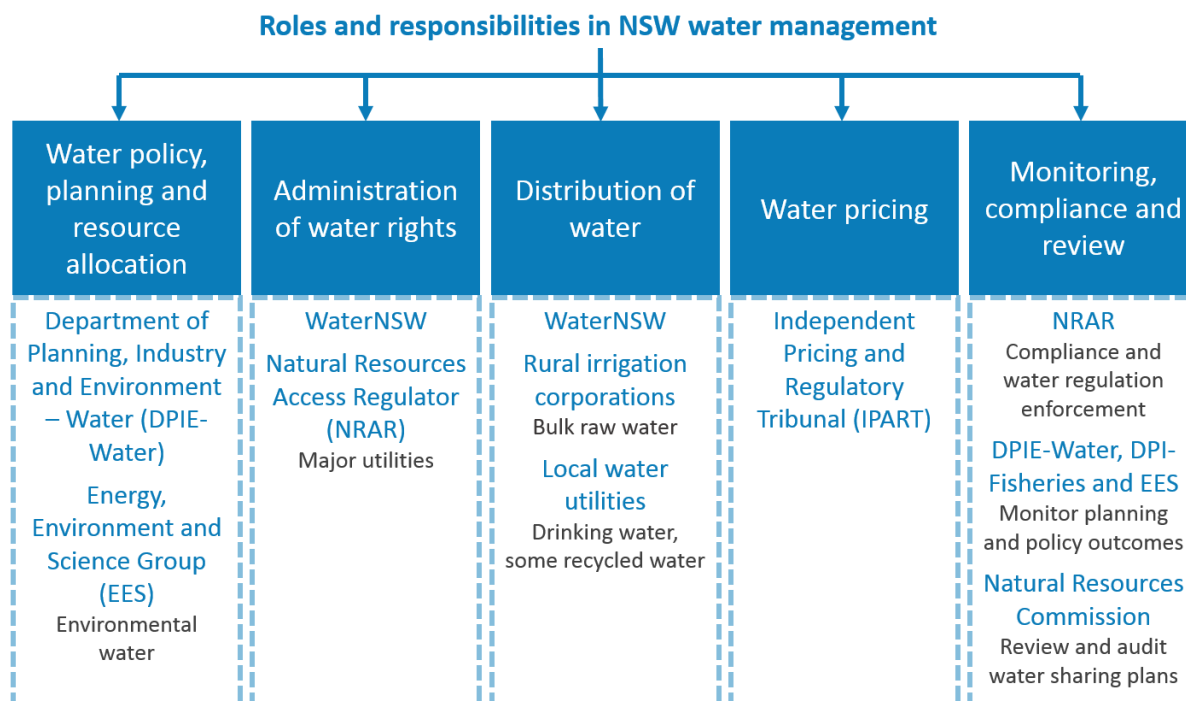 Roles and responsibilities in NSW water management
Water policy,
planning and
resource
allocation
Department of
Planning, Industry
and Environment
– Water (DPIE-
Water)
Energy,
Environment and
Science Group
(EES)
Environmental
water
Administration
of water rights
WaterNSW
Natural Resources
Access Regulator
(NRAR)
Major utilities
Distribution of
water
WaterNSW
Rural irrigation
corporations
Bulk raw water
Local water
utilities
Drinking water,
some recycled water
Water pricing
Independent
Pricing and
Regulatory
Tribunal (IPART)
Monitoring,
compliance and
review
NRAR
Compliance and
water regulation
enforcement
DPIE-Water, DPI-
Fisheries and EES
Monitor planning
and policy outcomes
Natural Resources
Commission
Review and audit
water sharing plans